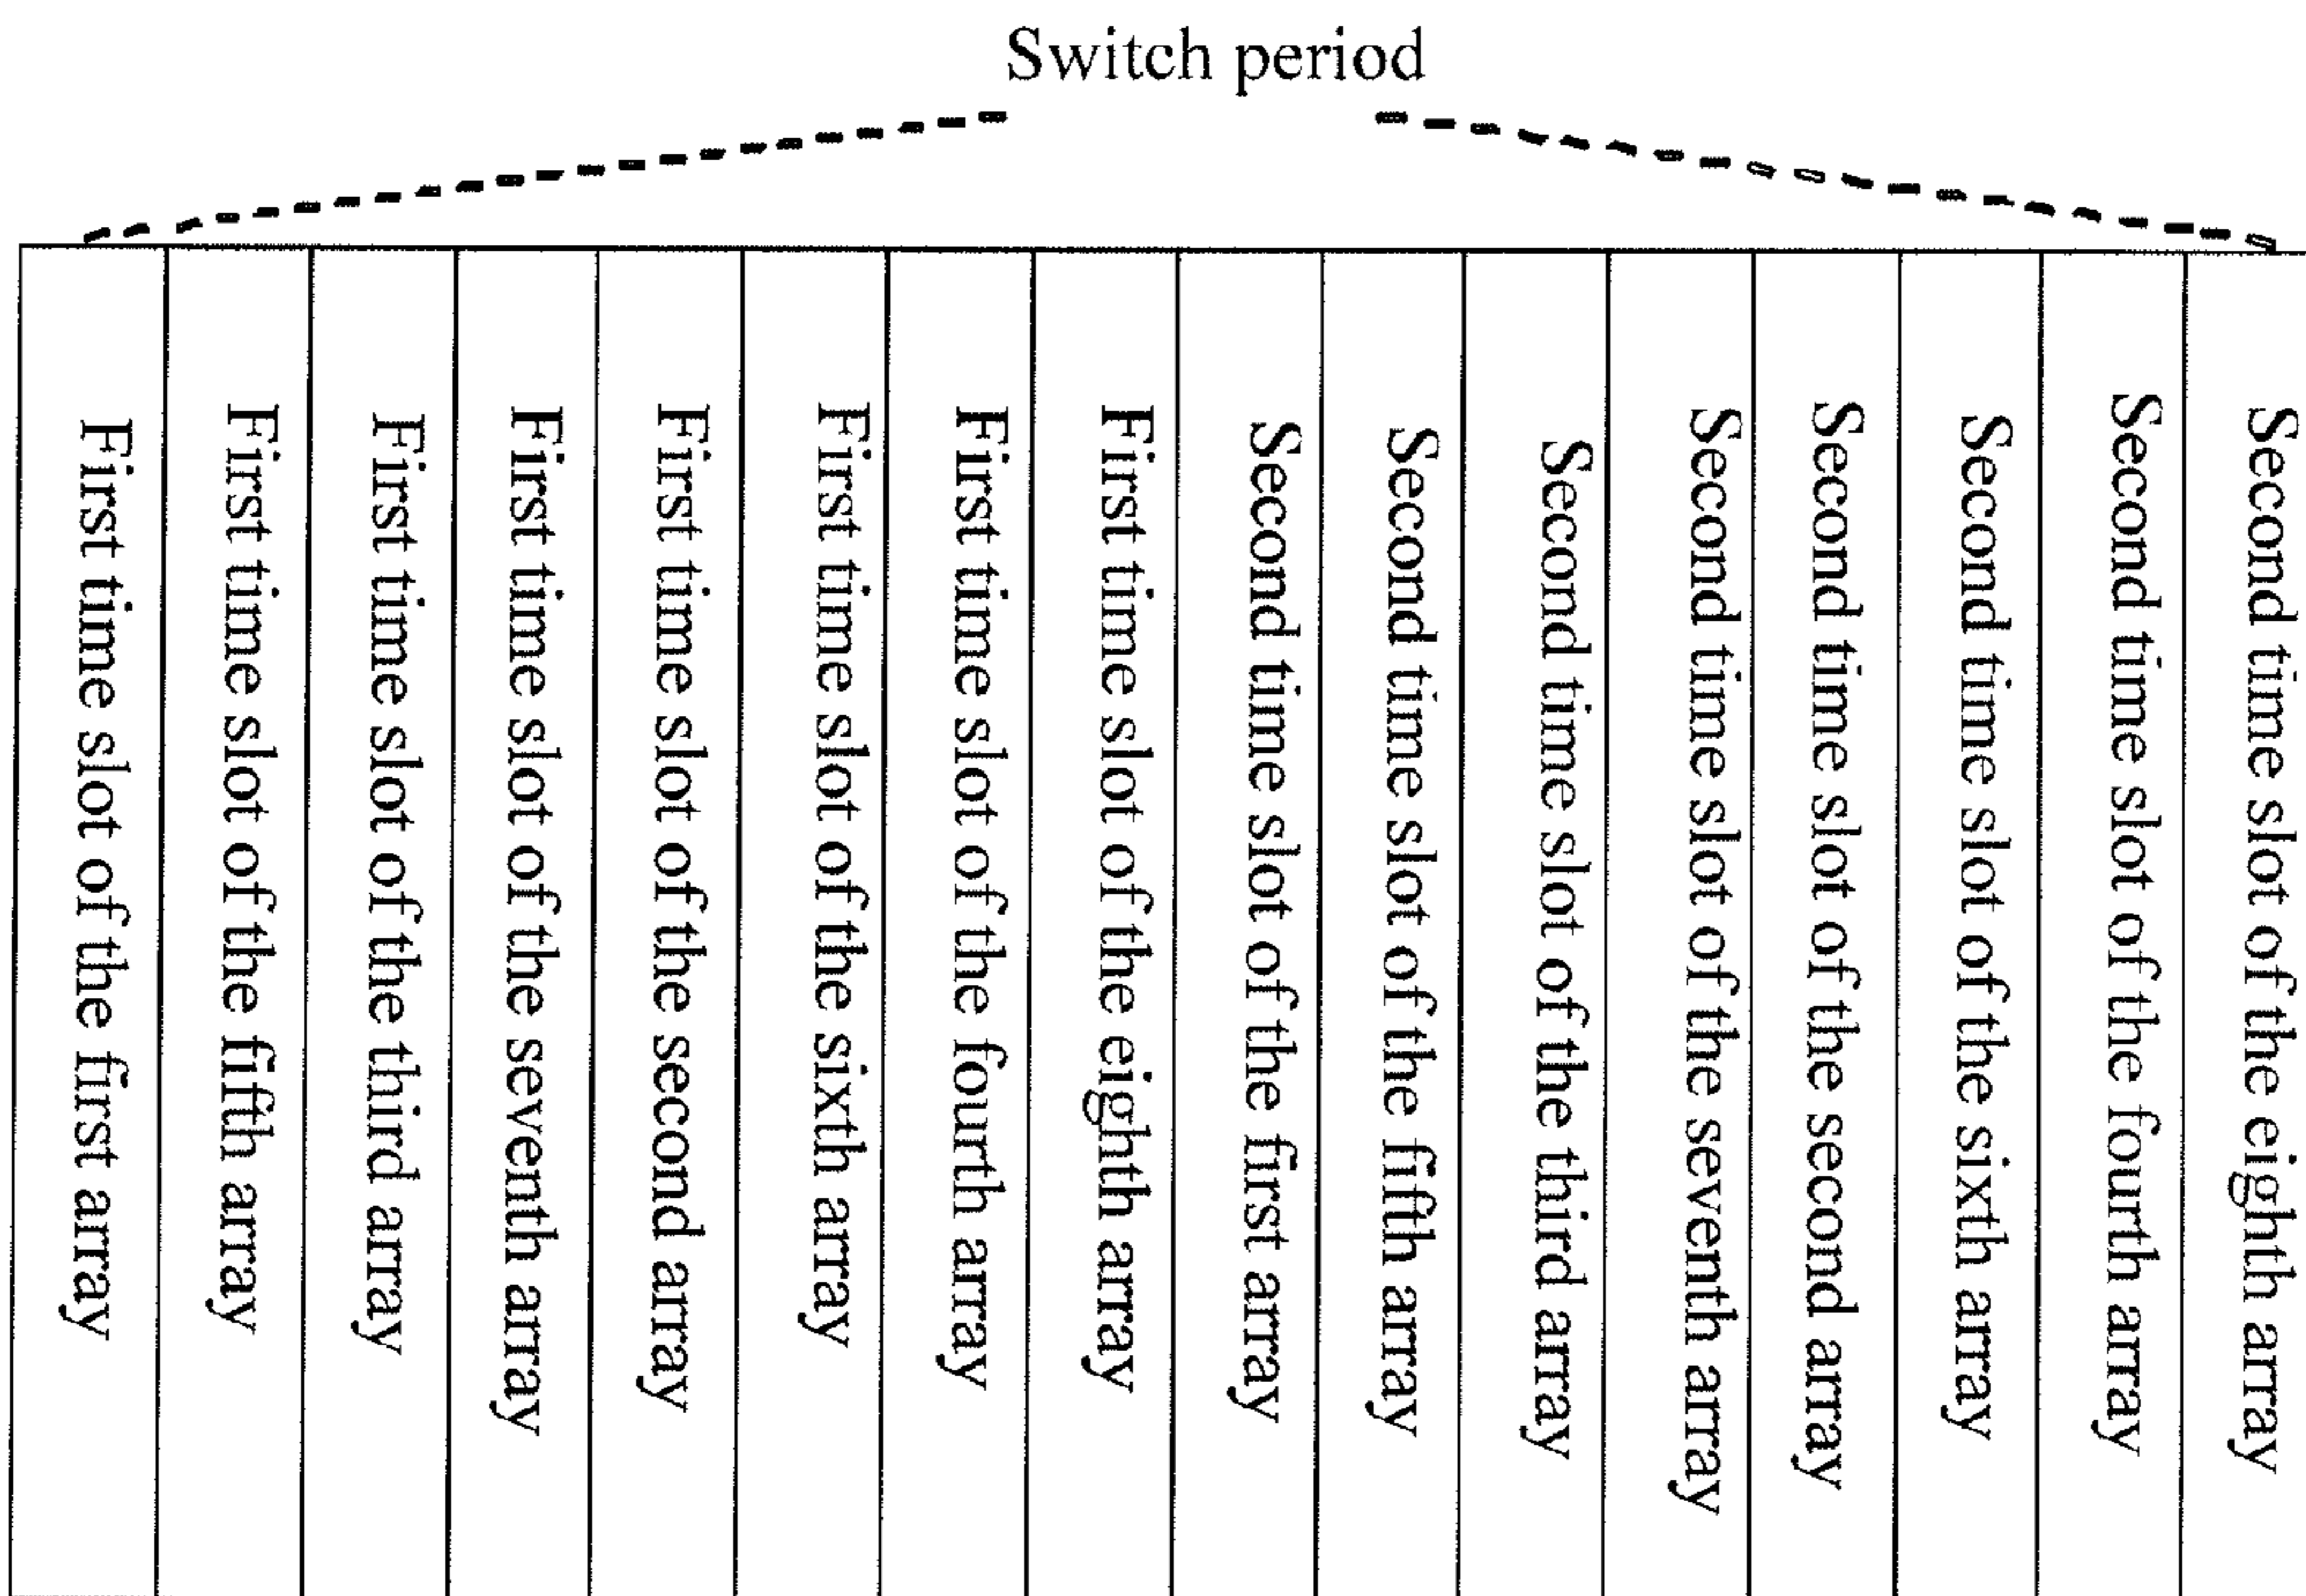 Switch period
First time slot of the first array
First time slot of the fifth array
First time slot of the third array
First time slot of the seventh array
First time slot of the second array
First time slot of the sixth array
First time slot of the fourth array
First time slot of the eighth array
Second time slot of the first array
Second time slot of the fifth array
Second time slot of the third array
Second time slot of the seventh array
Second time slot of the second array
Second time slot of the sixth array
Second time slot of the fourth array
Second time slot of the eighth array